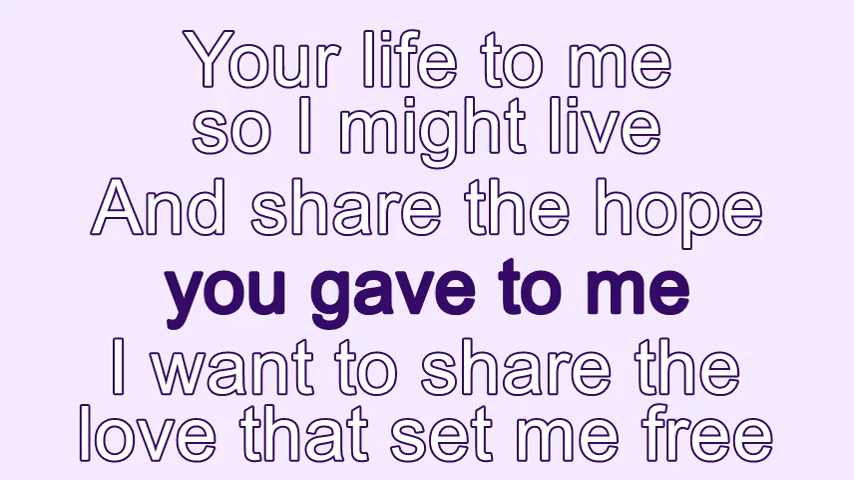 Your life to me
so I might live
And share the hope
you gave to me
I want to share the
love that set me free